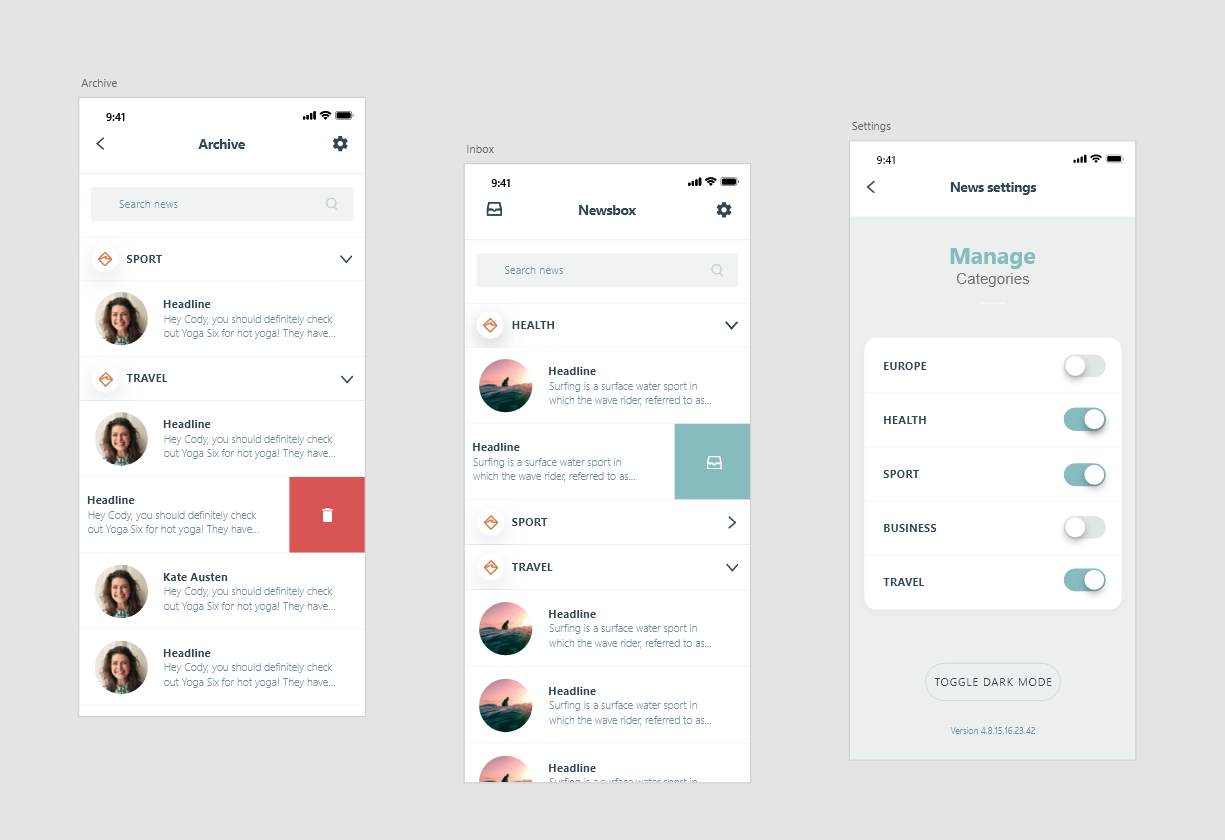 Archive
9:41
Archive
Search news
SPORT
Headline
Hey Cody, you should definitely check
out Yoga Six for hot yoga! They have...
TRAVEL
Headline
Hey Cody, you should definitely check
out Yoga Six for hot yoga! They have...
Headline
Hey Cody, you should definitely check
out Yoga Six for hot yoga! They have...
Kate Austen
Hey Cody, you should definitely check
out Yoga Six for hot yoga! They have...
Headline
Hey Cody, you should definitely check
out Yoga Six for hot yoga! They have...
Inbox
9:41
Newsbox
Search news
HEALTH
Headline
Surfing is a surface water sport in
which the wave rider, referred to as...
Headline
Surfing is a surface water sport in
which the wave rider, referred to as...
SPORT
TRAVEL
Headline
Surfing is a surface water sport in
which the wave rider, referred to as...
Headline
Surfing is a surface water sport in
which the wave rider, referred to as...
Headline
Surfing is a surface water sport in
Settings
9:41
News settings
Manage
Categories
EUROPE
HEALTH
SPORT
BUSINESS
TRAVEL
TOGGLE DARK MODE
Version 4.8.15.16.23.42